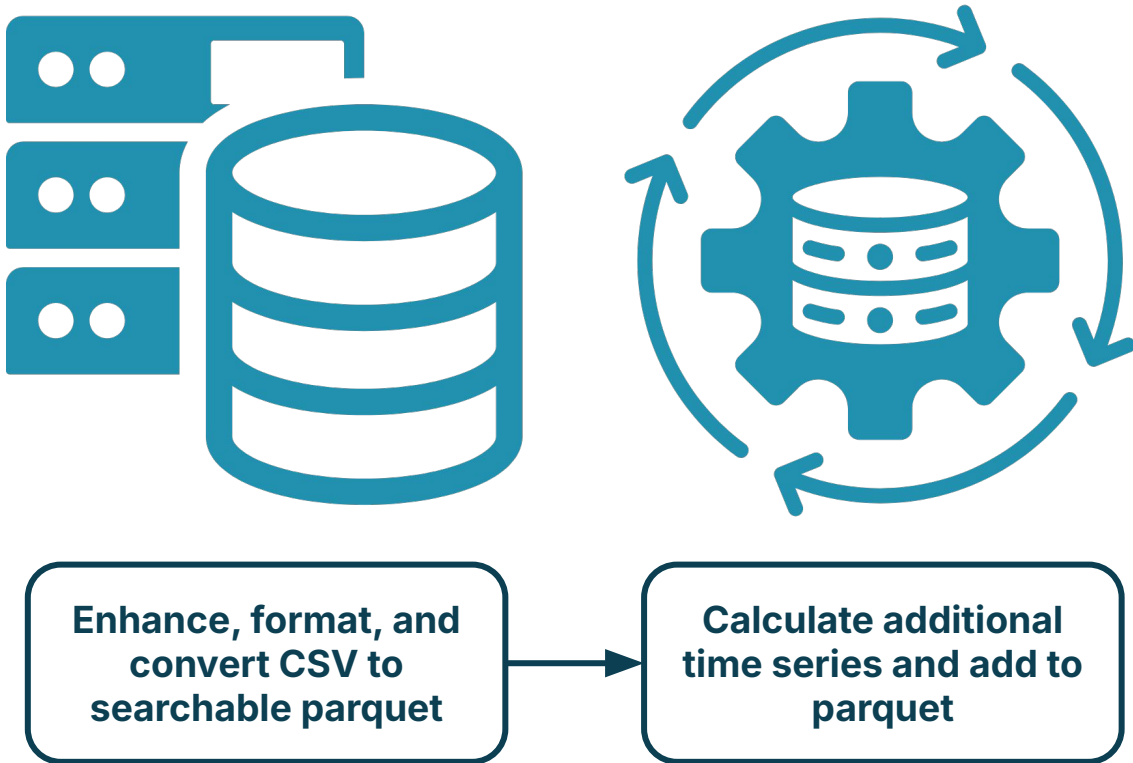 Enhance, format, and
convert CSV to
searchable parquet
Calculate additional
time series and add to
parquet